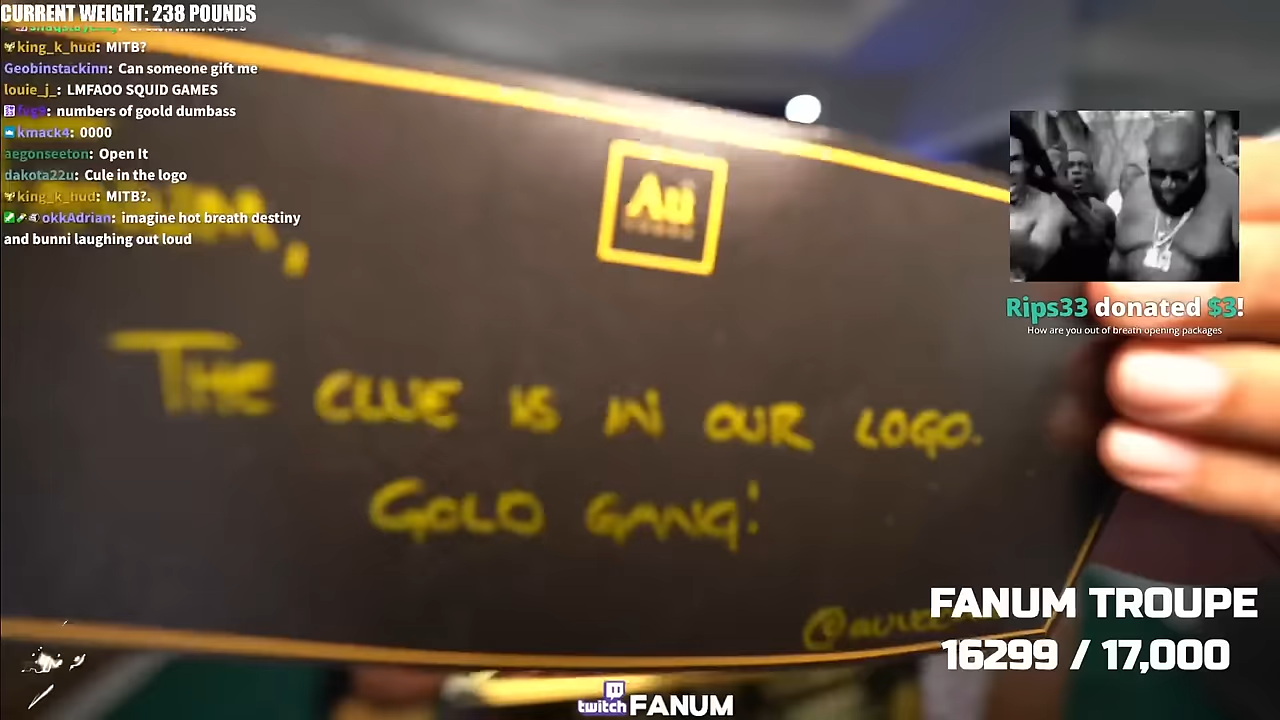 CURRENT WEIGHT: 238 POUNDS
king_k_hud: MITB?
Geobinstackinn: Can someone gift me
louie_j_: LMFAOO SQUID GAMES
numbers of goold dumbass
kmack4: 0000
aegonseeton: Open It
dakota22u: Cule in the logo
king_k_hud: MITB?.
okkAdrian: imagine hot breath destiny
and bunni laughing out loud
Au
THE CLUE IS IN OUR LOGO.
GOLD GANG!
Rips33 donated $3!
How are you out of breath opening packages
FANUM TROUPE
16299 / 17,000
twitch FANUM